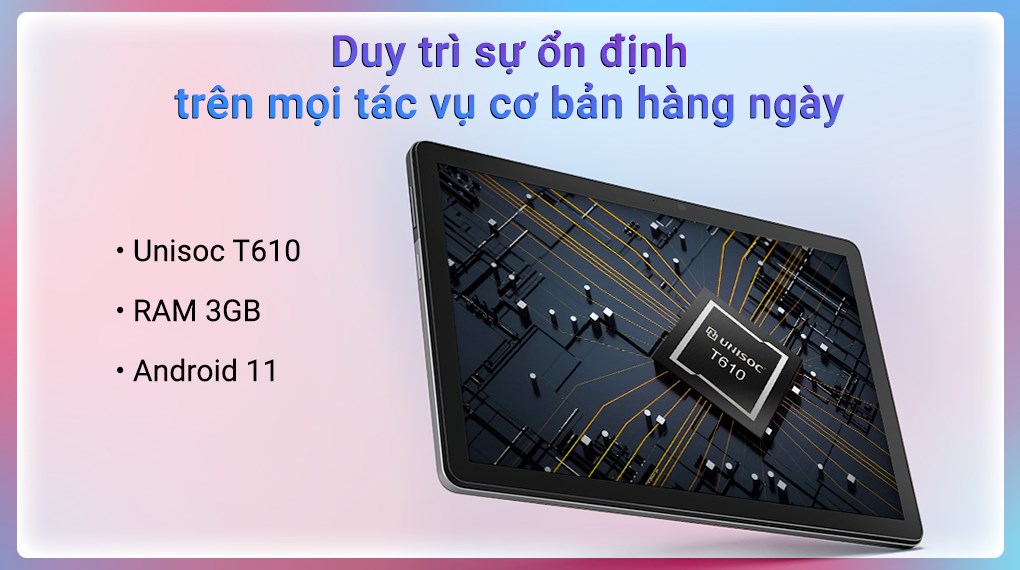 Duy trì sự ổn định
trên mọi tác vụ cơ bản hàng ngày
• Unisoc T610
• RAM 3GB
• Android 11
UNISOC
T610